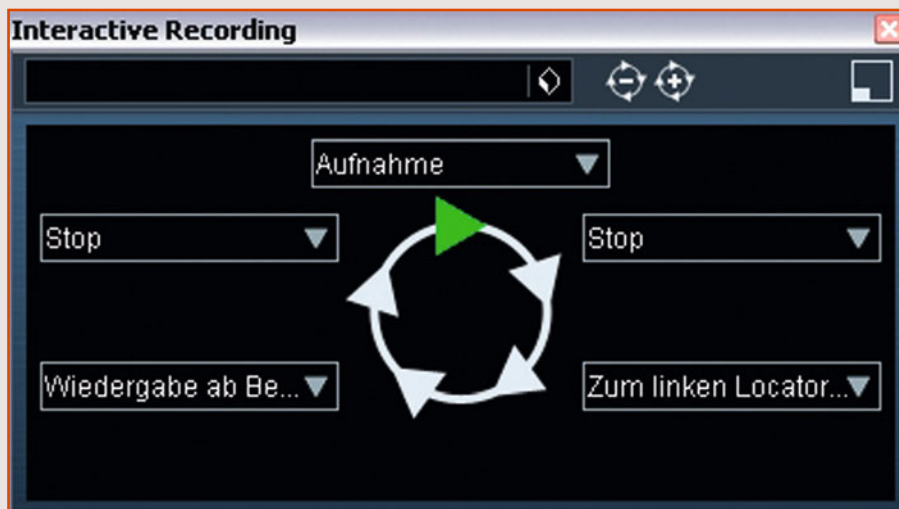 Interactive Recording
Aufnahme
Stop
Stop
Wiedergabe ab Be...
Zum linken Locator...